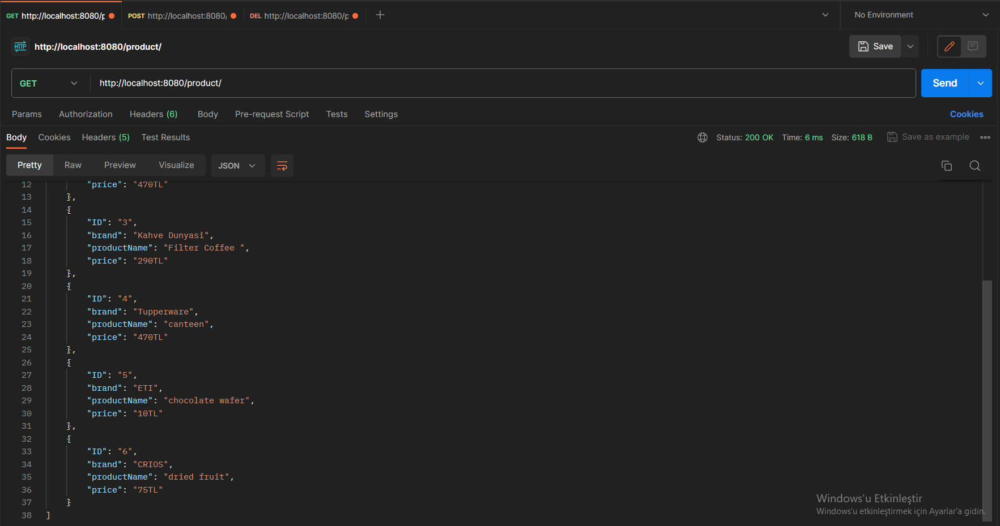 GET http://localhost:8080/p
POST http://localhost:8080/
DEL http://localhost:8080/p
No Environment
HTTP http://localhost:8080/product/
Save
GET http://localhost:8080/product/
Send
Params Authorization Headers (6) Body Pre-request Script Tests Settings Cookies
Body Cookies Headers (5) Test Results Status: 200 OK Time: 6 ms Size: 618 B Save as example
Pretty Raw Preview Visualize JSON
12 "price": "470TL"
13 },
14 {
15 "ID": "3",
16 "brand": "Kahve Dunyasi",
17 "productName": "Filter Coffee ",
18 "price": "290TL"
19 },
20 {
21 "ID": "4",
22 "brand": "Tupperware",
23 "productName": "canteen",
24 "price": "470TL"
25 },
26 {
27 "ID": "5",
28 "brand": "ETI",
29 "productName": "chocolate wafer",
30 "price": "10TL"
31 },
32 {
33 "ID": "6",
34 "brand": "CRIOS",
35 "productName": "dried fruit",
36 "price": "75TL"
37 }
38 ]
Windows'u Etkinleştir
Windows'u etkinleştirmek için Ayarlar'a gidin.